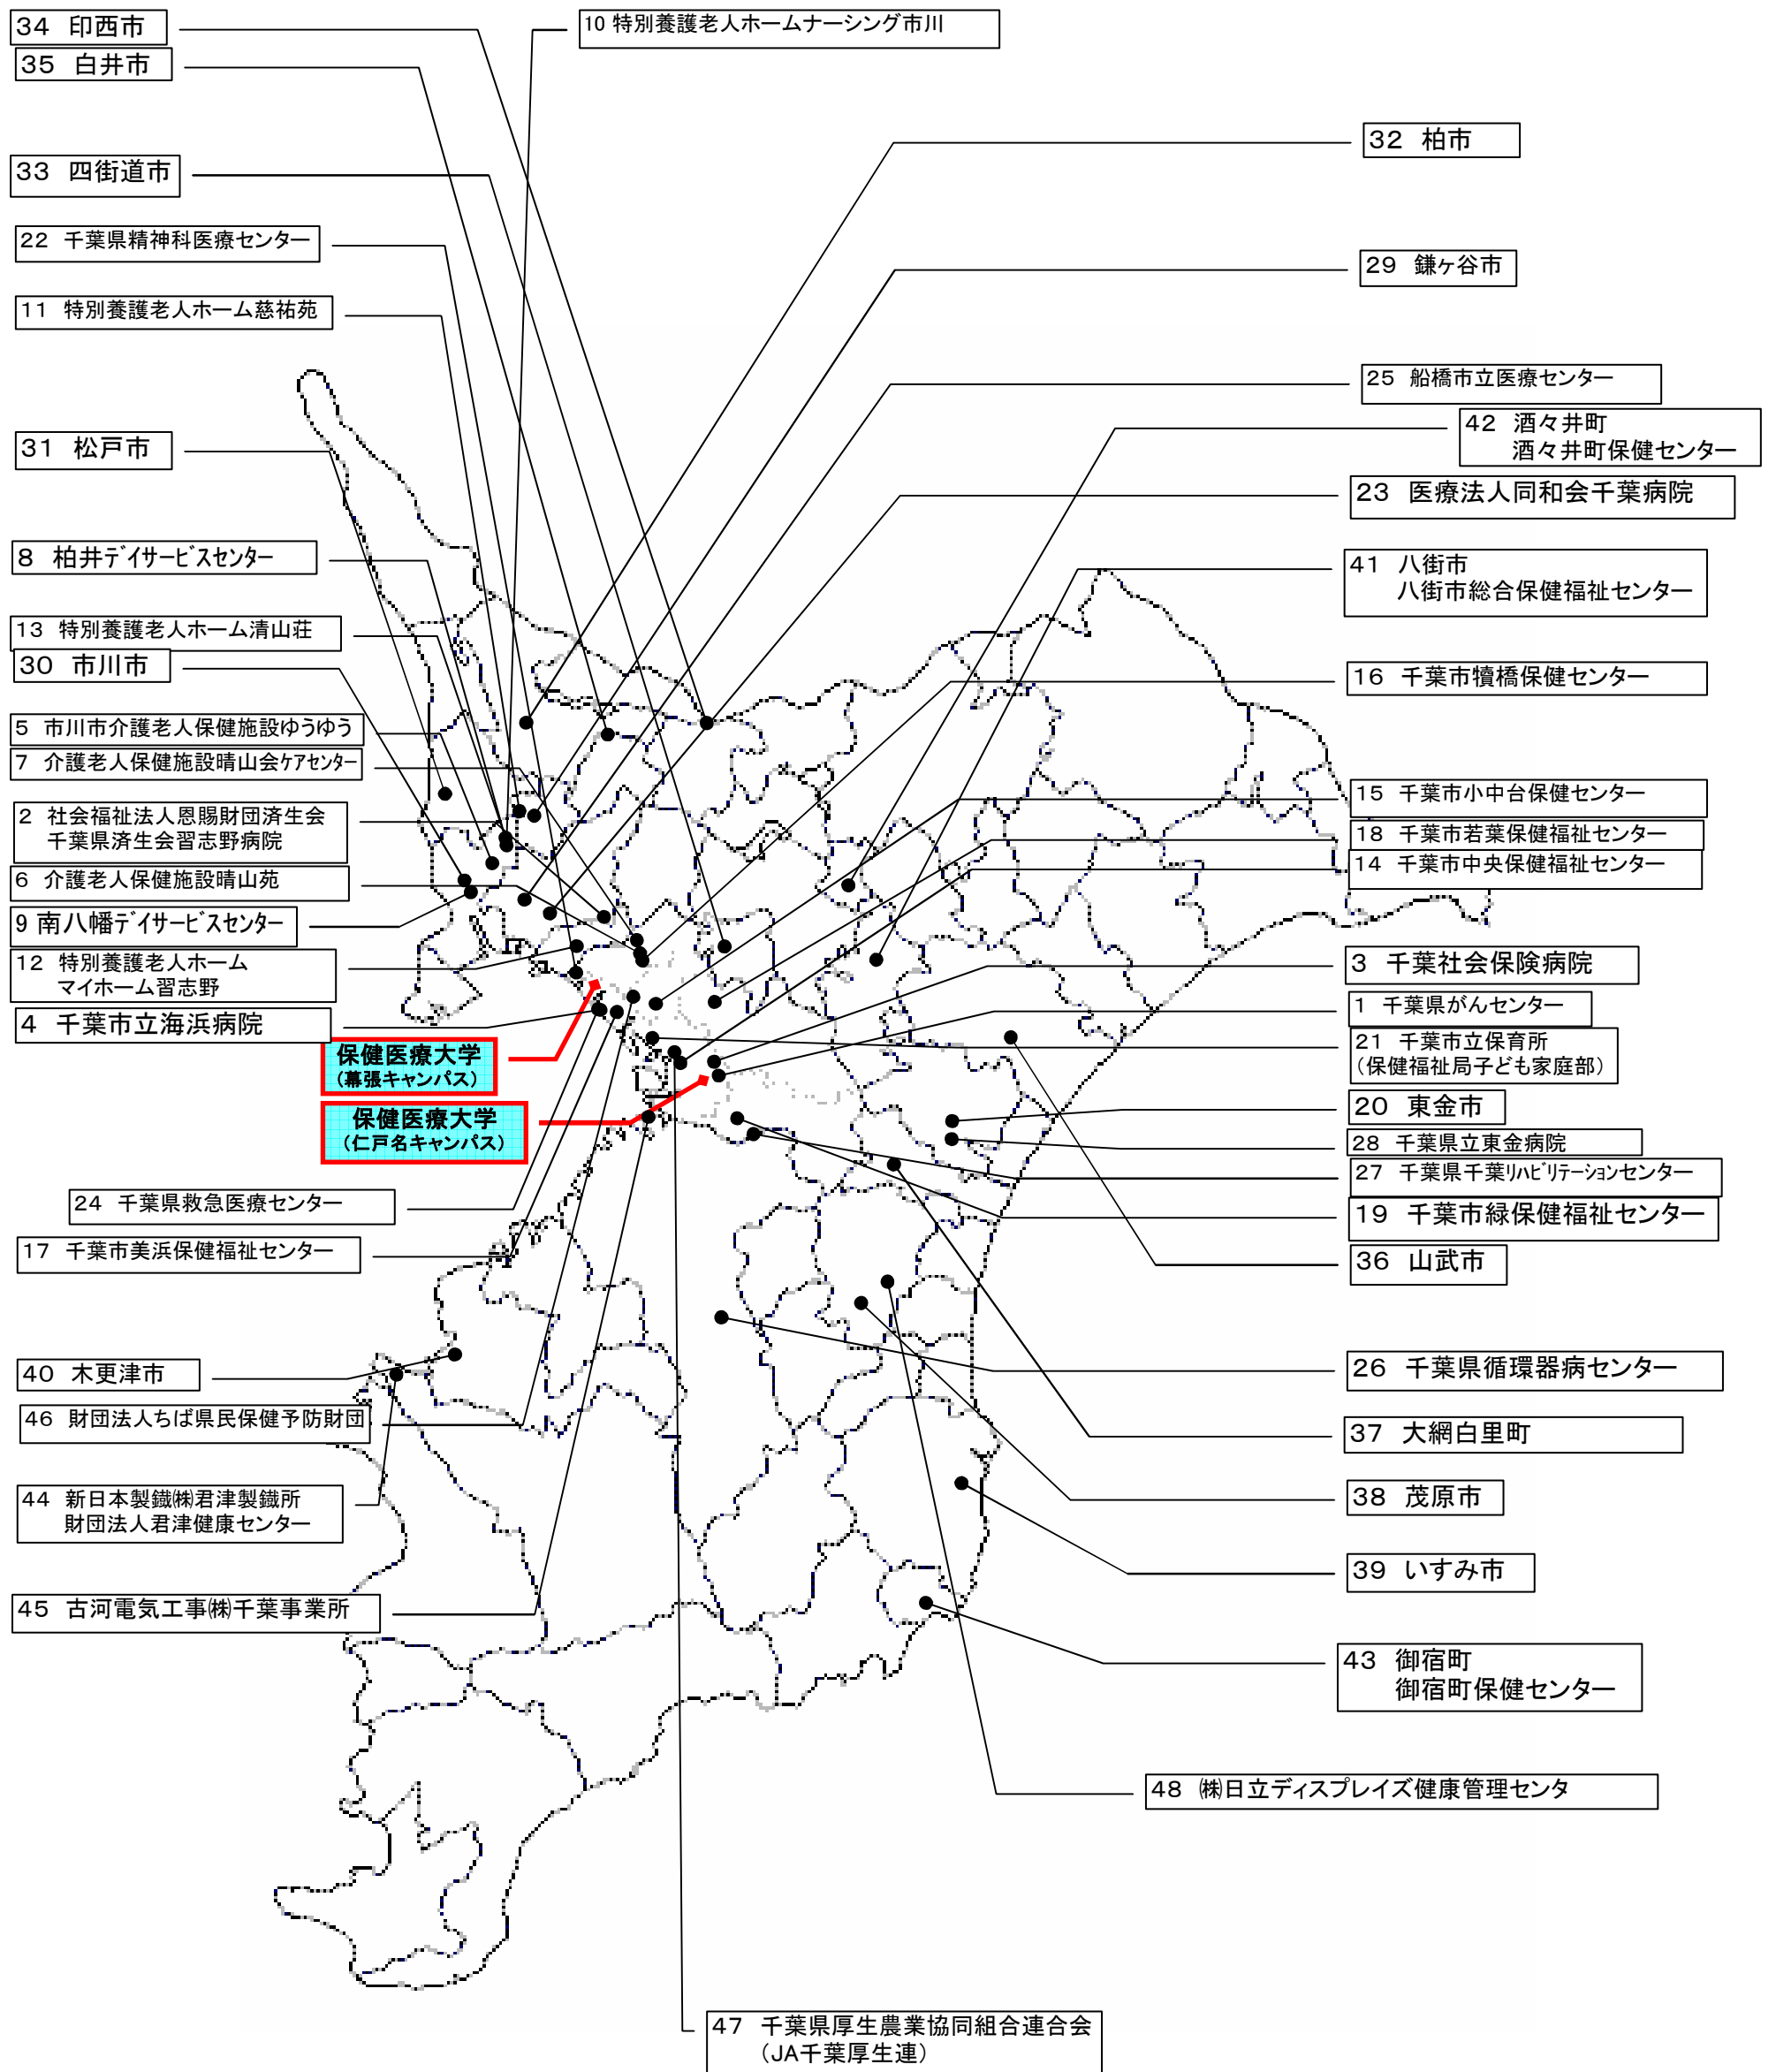 34 印西市
10 特別養護老人ホームナーシング市川
35 白井市
32 柏市
33 四街道市
22 千葉県精神科医療センター
29 鎌ヶ谷市
11 特別養護老人ホーム慈祐苑
25 船橋市立医療センター
42 酒々井町
酒々井町保健センター
31 松戸市
23 医療法人同和会千葉病院
8 柏井ﾃﾞｲｻｰﾋﾞｽｾﾝﾀｰ
41 八街市
八街市総合保健福祉センター
13 特別養護老人ホーム清山荘
30 市川市
16 千葉市犢橋保健センター
5 市川市介護老人保健施設ゆうゆう
7 介護老人保健施設晴山会ｹｱｾﾝﾀｰ
15 千葉市小中台保健センター
2 社会福祉法人恩賜財団済生会
千葉県済生会習志野病院
18 千葉市若葉保健福祉センター
14 千葉市中央保健福祉センター
6 介護老人保健施設晴山苑
9 南八幡ﾃﾞｲｻｰﾋﾞｽｾﾝﾀｰ
12 特別養護老人ホーム
マイホーム習志野
3 千葉社会保険病院
1 千葉県がんセンター
4 千葉市立海浜病院
21 千葉市立保育所
（保健福祉局子ども家庭部）
保健医療大学
（幕張キャンパス）
保健医療大学
（仁戸名キャンパス）
20 東金市
28 千葉県立東金病院
27 千葉県千葉ﾘﾊﾋﾞﾘﾃｰｼｮﾝセンター
24 千葉県救急医療センター
19 千葉市緑保健福祉センター
17 千葉市美浜保健福祉センター
36 山武市
40 木更津市
26 千葉県循環器病センター
46 財団法人ちば県民保健予防財団
37 大網白里町
44 新日本製鐵㈱君津製鐵所
財団法人君津健康センター
38 茂原市
39 いすみ市
45 古河電気工事㈱千葉事業所
43 御宿町
御宿町保健センター
48 ㈱日立ディスプレイズ健康管理センタ
47 千葉県厚生農業協同組合連合会
（JA千葉厚生連）